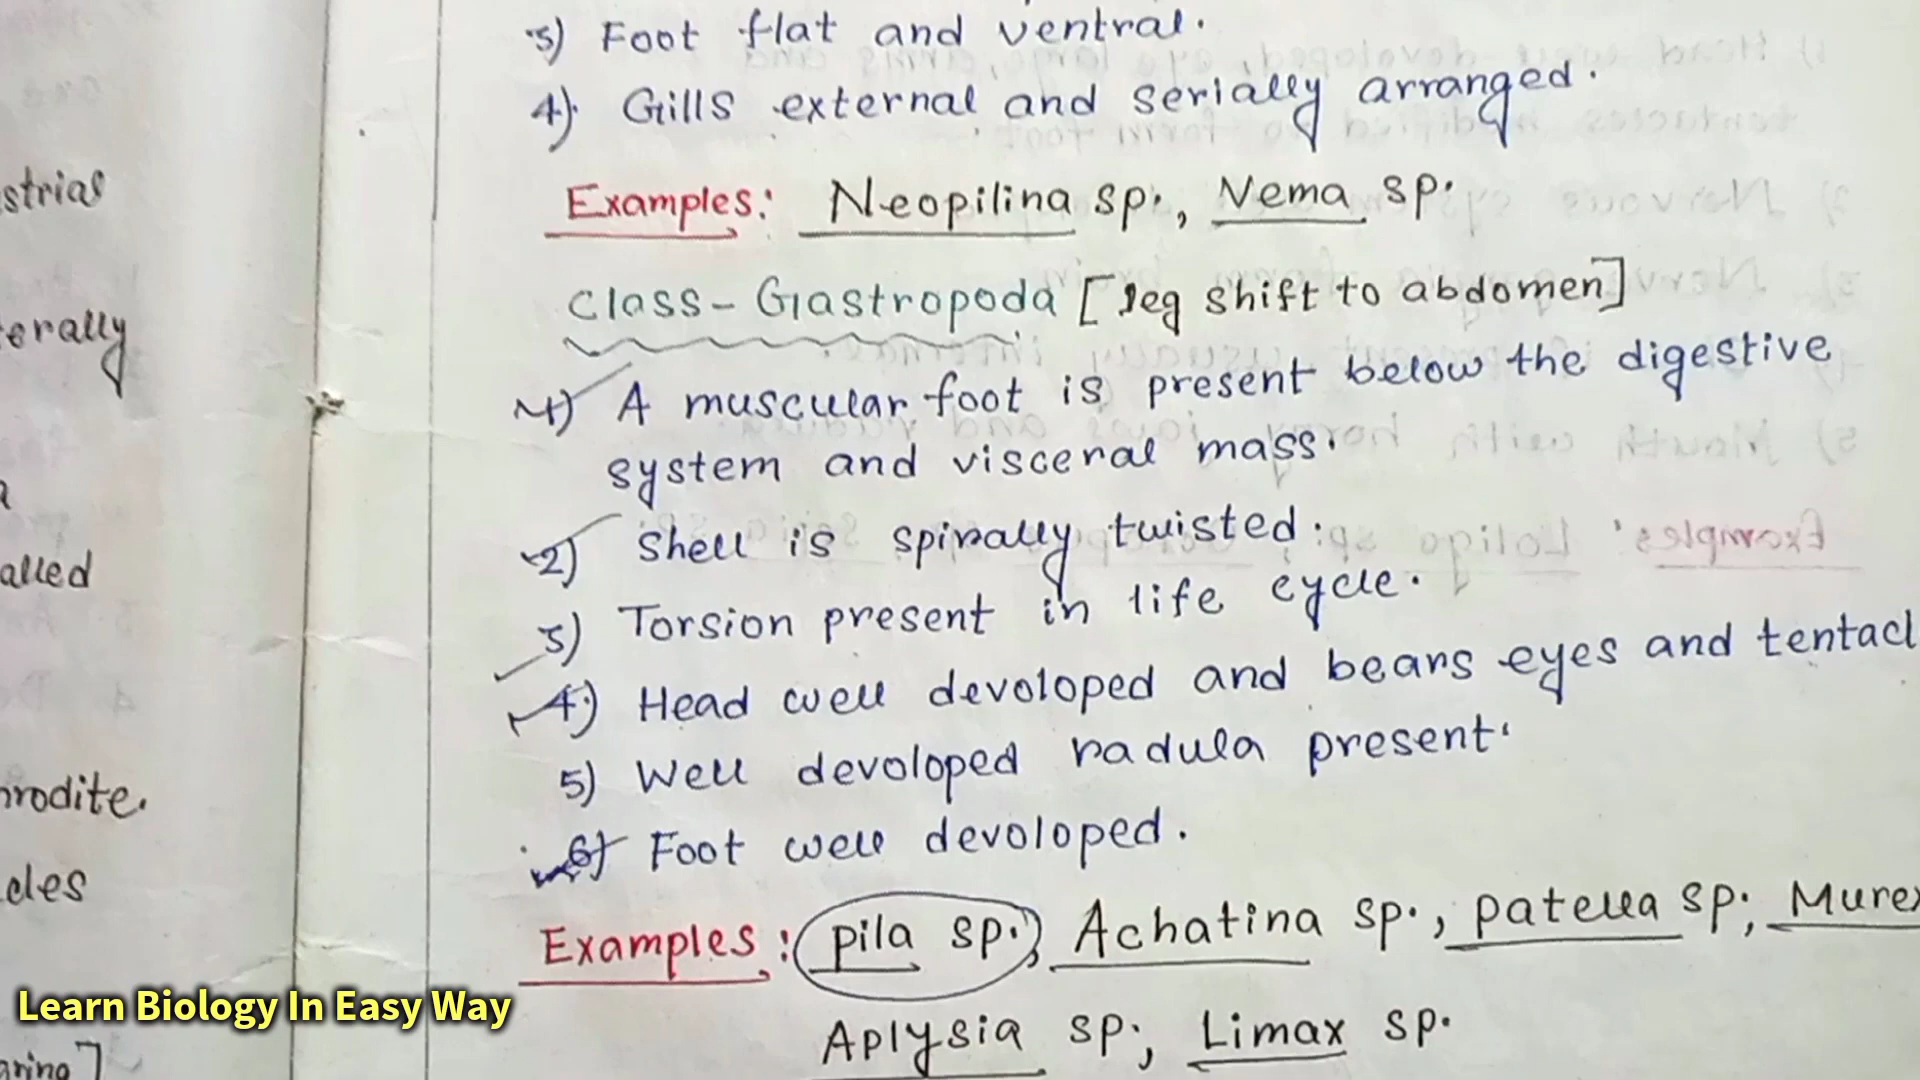 3) Foot flat and ventral.
4) Gills external and serially arranged.
Examples: Neopilina sp., Nema sp.
Class - Gastropoda [leg shift to abdomen]
1) A muscular foot is present below the digestive
system and visceral mass.
2) Shell is spirally twisted.
3) Torsion present in life cycle.
4) Head well devoloped and bears eyes and tentacl
5) Well devoloped radula present.
6) Foot well devoloped.
Examples: pila sp., Achatina sp., patella sp., Murex
Aplysia sp., Limax sp.
strial
erally
alled
rodite.
cles
aring]
Learn Biology In Easy Way